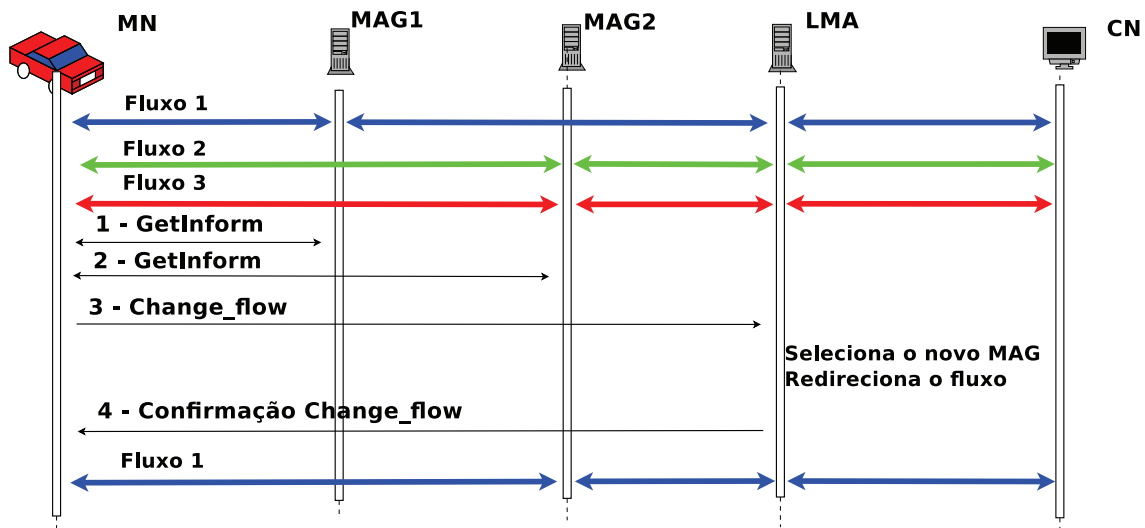 MN
MAG1
MAG2
LMA
CN
Fluxo 1
Fluxo 2
Fluxo 3
1 - GetInform
2 - GetInform
3 - Change_flow
Seleciona o novo MAG
Redireciona o fluxo
4 - Confirmação Change_flow
Fluxo 1